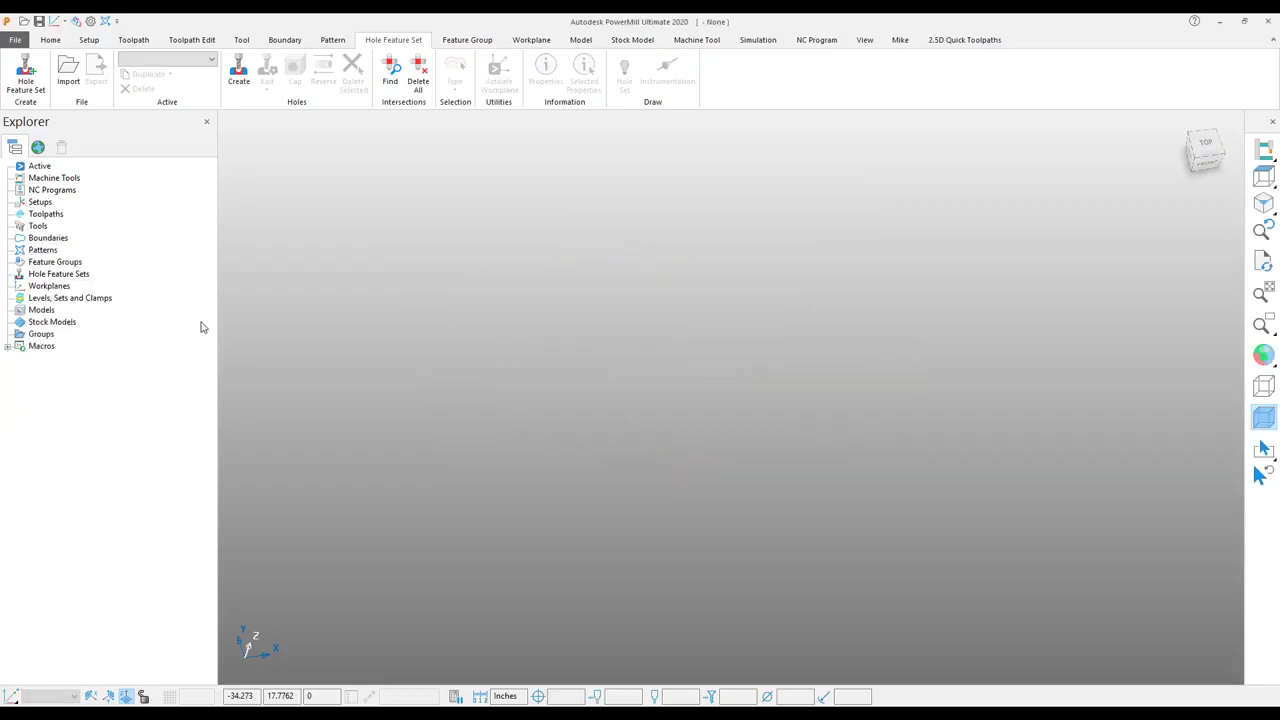 Autodesk PowerMill Ultimate 2020 [ - None ]
File Home Setup Toolpath Toolpath Edit Tool Boundary Pattern Hole Feature Set Feature Group Workplane Model Stock Model Machine Tool Simulation NC Program View Mike 2.5D Quick Toolpaths
Hole Feature Set
Create
Import Export
File
Duplicate
Delete
Active
Create Edit Cap Reverse Delete Selected
Holes
Find Delete All
Intersections
Type
Selection
Activate Workplane
Utilities
Properties Selected Properties
Information
Hole Set Instrumentation
Draw
Explorer
Active
Machine Tools
NC Programs
Setups
Toolpaths
Tools
Boundaries
Patterns
Feature Groups
Hole Feature Sets
Workplanes
Levels, Sets and Clamps
Models
Stock Models
Groups
Macros
TOP
FRONT
Y
Z
X
-34.273 17.7762 0 Inches